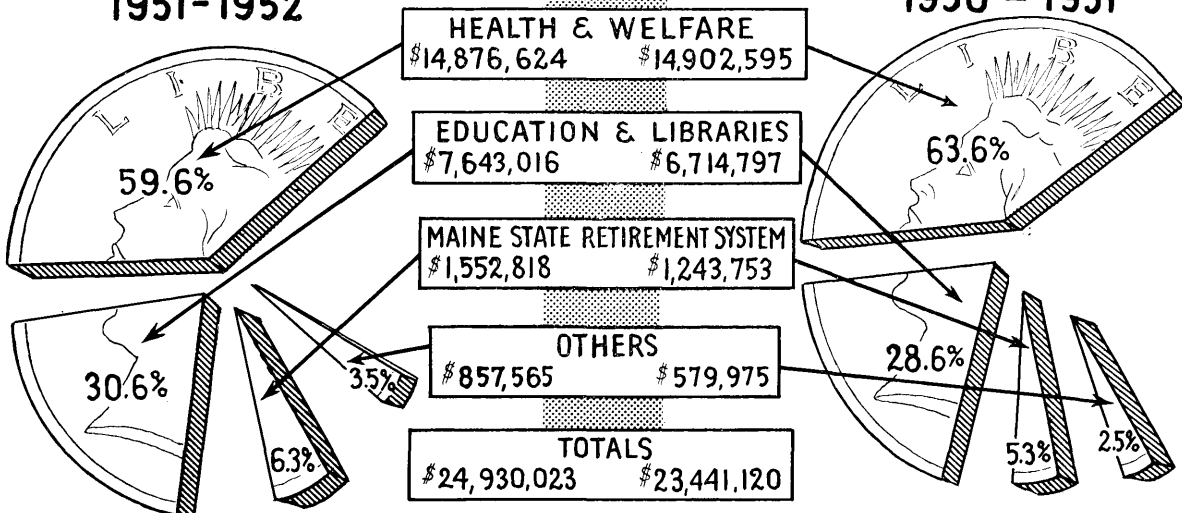 1951-1952
1950-1951
HEALTH & WELFARE
$14,876,624 $14,902,595
EDUCATION & LIBRARIES
$7,643,016 $6,714,797
MAINE STATE RETIREMENT SYSTEM
$1,552,818 $1,243,753
OTHERS
$857,565 $579,975
TOTALS
$24,930,023 $23,441,120
LIBE
59.6%
30.6%
6.3%
3.5%
LIBE
63.6%
28.6%
5.3%
2.5%